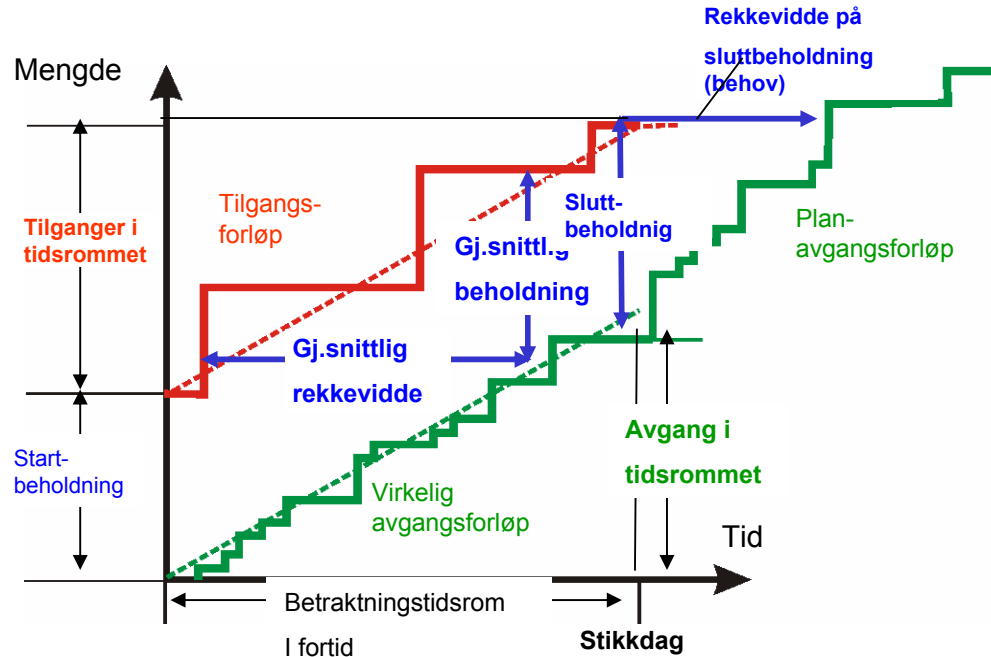 Rekkevidde på
sluttbeholdning
(behov)
Mengde
Tilganger i
tidsrommet
Tilgangs-
forløp
Slutt-
beholdnig
Gj.snittlig
beholdning
Plan-
avgangsforløp
Gj.snittlig
rekkevidde
Start-
beholdning
Avgang i
tidsrommet
Virkelig
avgangsforløp
Tid
Betraktningstidsrom
I fortid
Stikkdag